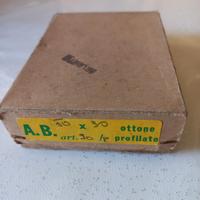 A.B. 30 x 30 ottone
art. 30 /p profilato